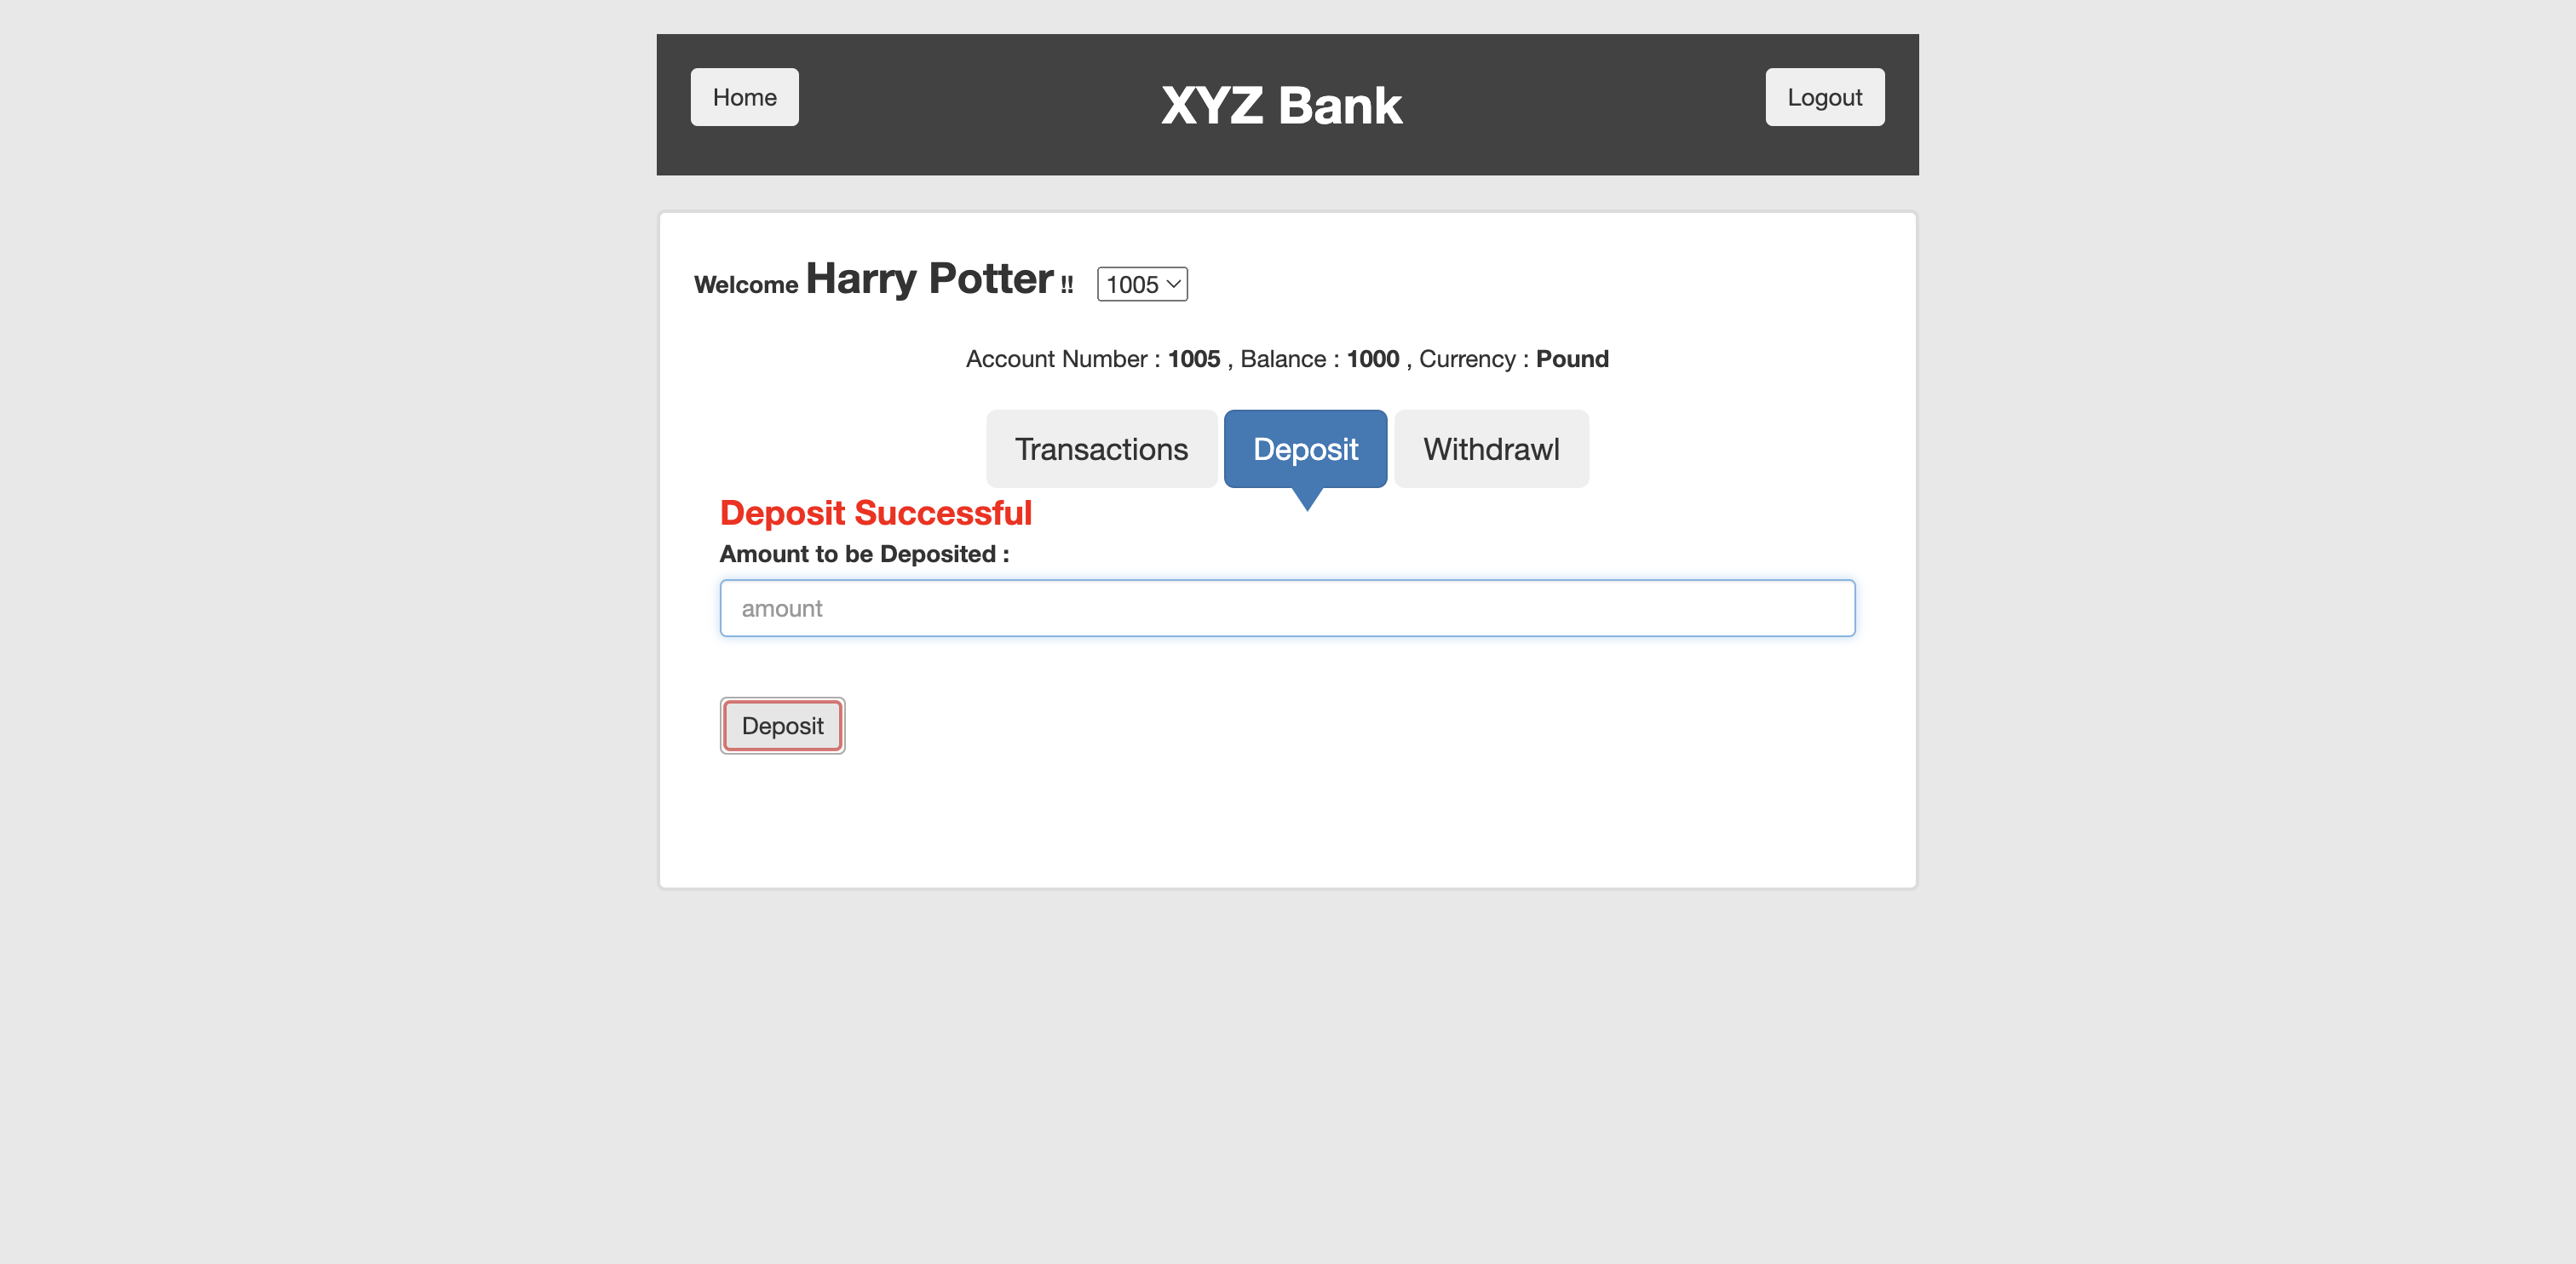 Home
XYZ Bank
Logout
Welcome Harry Potter !! 1005
Account Number : 1005 , Balance : 1000 , Currency : Pound
Transactions
Deposit
Withdrawl
Deposit Successful
Amount to be Deposited :
amount
Deposit